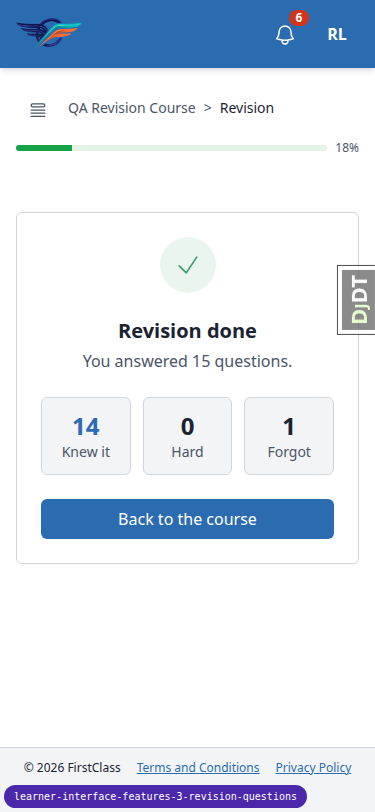 6
RL
QA Revision Course > Revision
18%
DJDT
Revision done
You answered 15 questions.
14
Knew it
0
Hard
1
Forgot
Back to the course
© 2026 FirstClass Terms and Conditions Privacy Policy
learner-interface-features-3-revision-questions